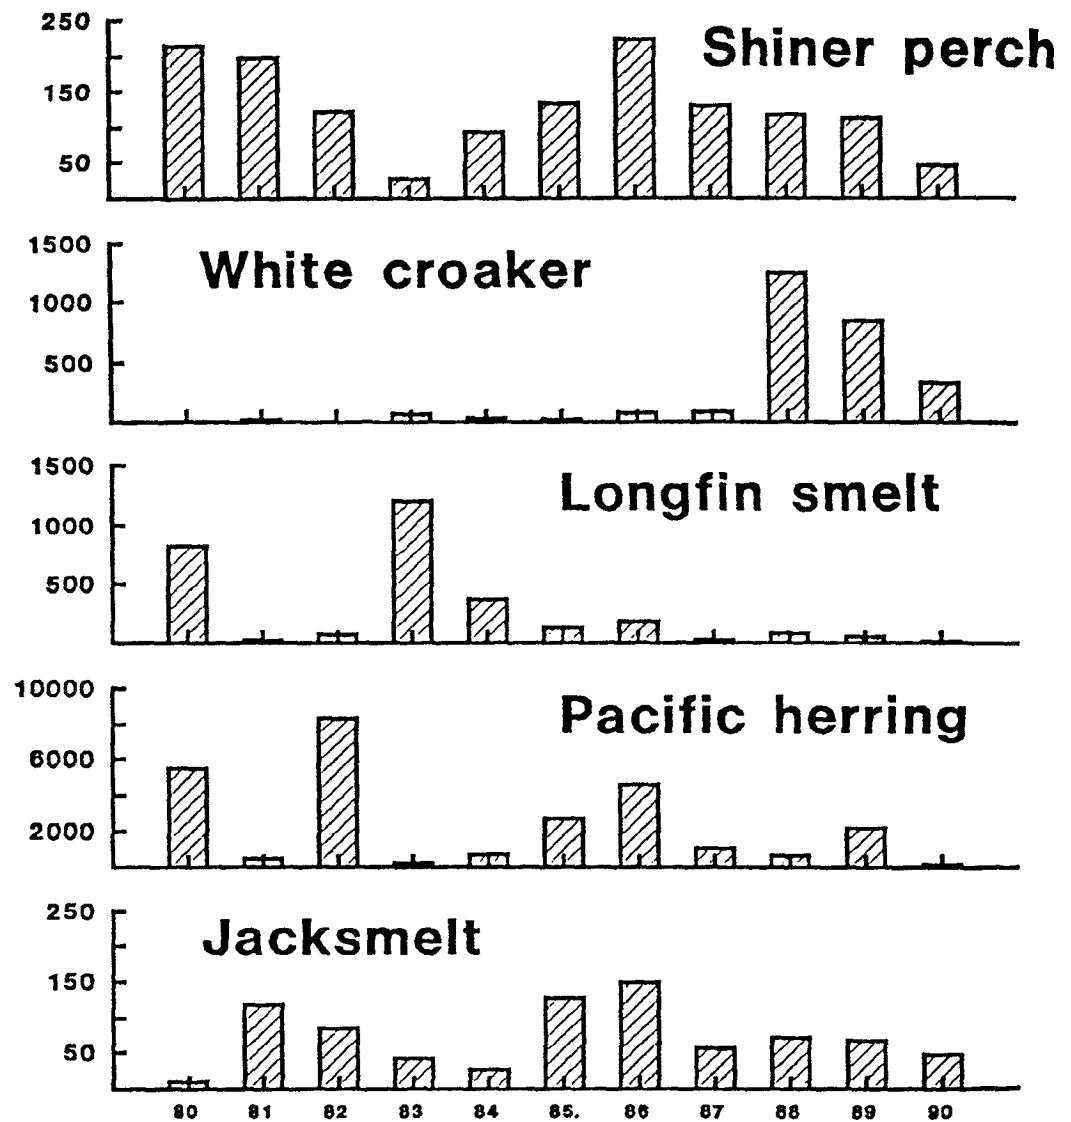 250
Shiner perch
150
50
1500
White croaker
1000
500
1500
Longfin smelt
1000
500
10000
Pacific herring
6000
2000
250
Jacksmelt
150
50
80 81 82 83 84 85. 86 87 88 89 90